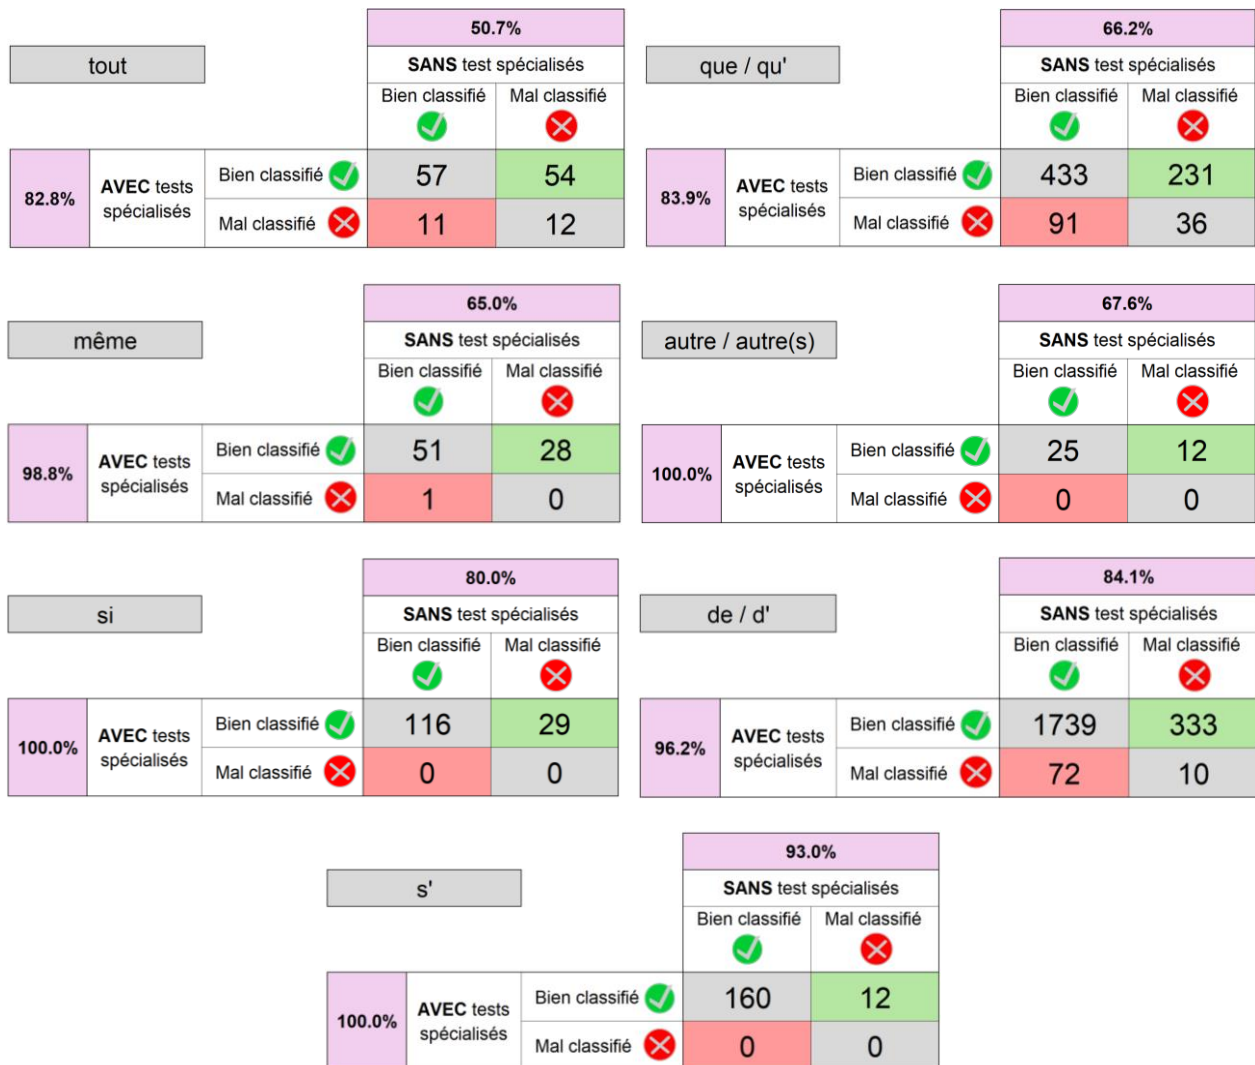 50.7%
tout
SANS test spécialisés
Bien classifié Mal classifié
82.8%
AVEC tests spécialisés
Bien classifié 57 54
Mal classifié 11 12
66.2%
que / qu'
SANS test spécialisés
Bien classifié Mal classifié
83.9%
AVEC tests spécialisés
Bien classifié 433 231
Mal classifié 91 36
65.0%
même
SANS test spécialisés
Bien classifié Mal classifié
98.8%
AVEC tests spécialisés
Bien classifié 51 28
Mal classifié 1 0
67.6%
autre / autre(s)
SANS test spécialisés
Bien classifié Mal classifié
100.0%
AVEC tests spécialisés
Bien classifié 25 12
Mal classifié 0 0
80.0%
si
SANS test spécialisés
Bien classifié Mal classifié
100.0%
AVEC tests spécialisés
Bien classifié 116 29
Mal classifié 0 0
84.1%
de / d'
SANS test spécialisés
Bien classifié Mal classifié
96.2%
AVEC tests spécialisés
Bien classifié 1739 333
Mal classifié 72 10
93.0%
s'
SANS test spécialisés
Bien classifié Mal classifié
100.0%
AVEC tests spécialisés
Bien classifié 160 12
Mal classifié 0 0